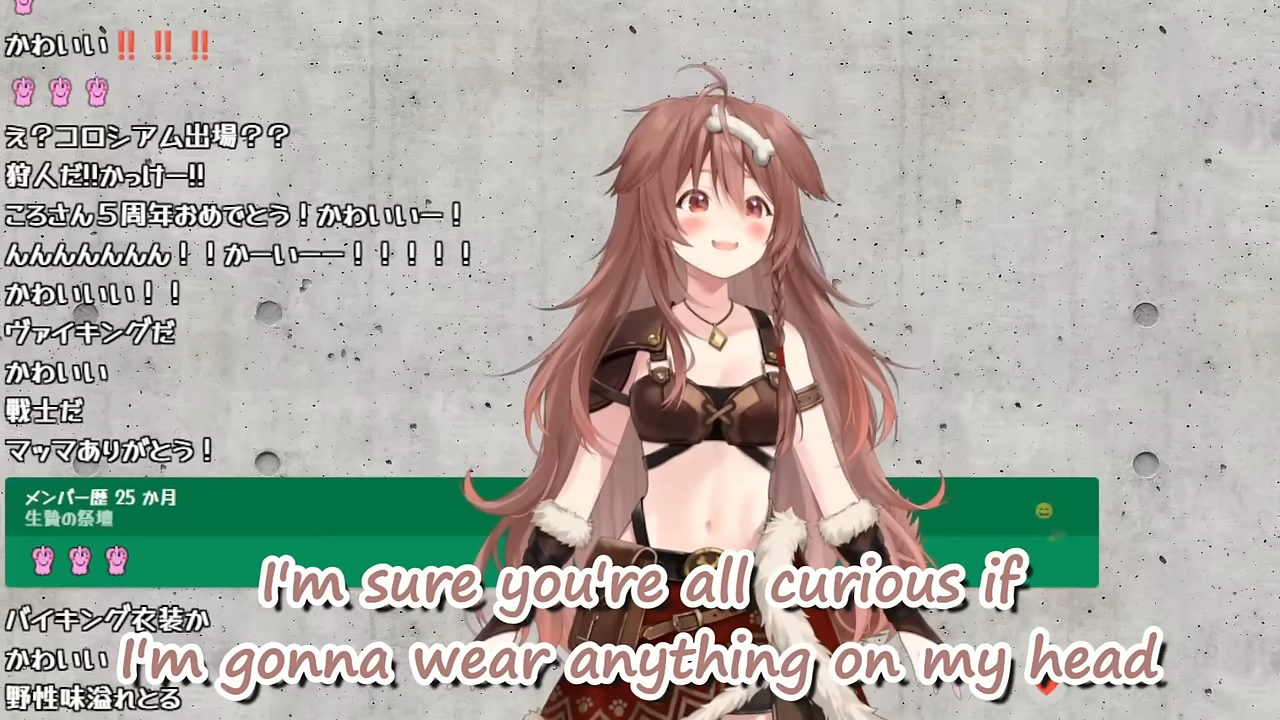 かわいい‼️‼️‼️
え？コロシアム出場？？
狩人だ!!かっけー!!
ころさん５周年おめでとう！かわいいー！
んんんんんんん！！かーいーー！！！！！
かわいいい！！
ヴァイキングだ
かわいい
戦士だ
マッマありがとう！
メンバー歴 25 か月
生贄の祭壇
バイキング衣装か
かわいい
野性味溢れとる
I'm sure you're all curious if
I'm gonna wear anything on my head